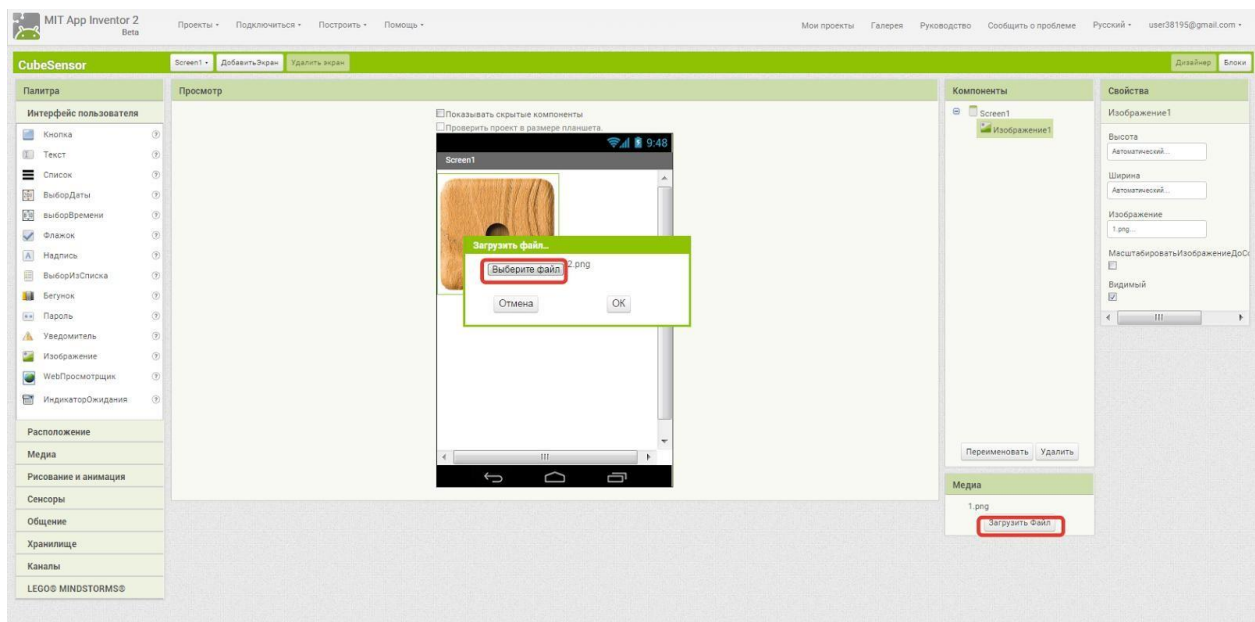 MIT App Inventor 2
Beta
Проекты
Подключиться
Построить
Помощь
Мои проекты
Галерея
Руководство
Сообщить о проблеме
Русский
user38195@gmail.com
CubeSensor
Screen1
ДобавитьЭкран
Удалить экран
Дизайнер
Блоки
Палитра
Интерфейс пользователя
Кнопка
Текст
Список
ВыборДаты
выборВремени
Флажок
Надпись
ВыборИзСписка
Бегунок
Пароль
Уведомитель
Изображение
WebПросмотрщик
ИндикаторОжидания
Расположение
Медиа
Рисование и анимация
Сенсоры
Общение
Хранилище
Каналы
LEGO® MINDSTORMS®
Просмотр
Показывать скрытые компоненты
Проверить проект в размере планшета.
9:48
Screen1
Загрузить файл...
Выберите файл 2.png
Отмена
OK
Компоненты
Screen1
Изображение1
Переименовать
Удалить
Медиа
1.png
Загрузить Файл
Свойства
Изображение1
Высота
Автоматический...
Ширина
Автоматический...
Изображение
1.png...
МасштабироватьИзображениеДоСо
Видимый